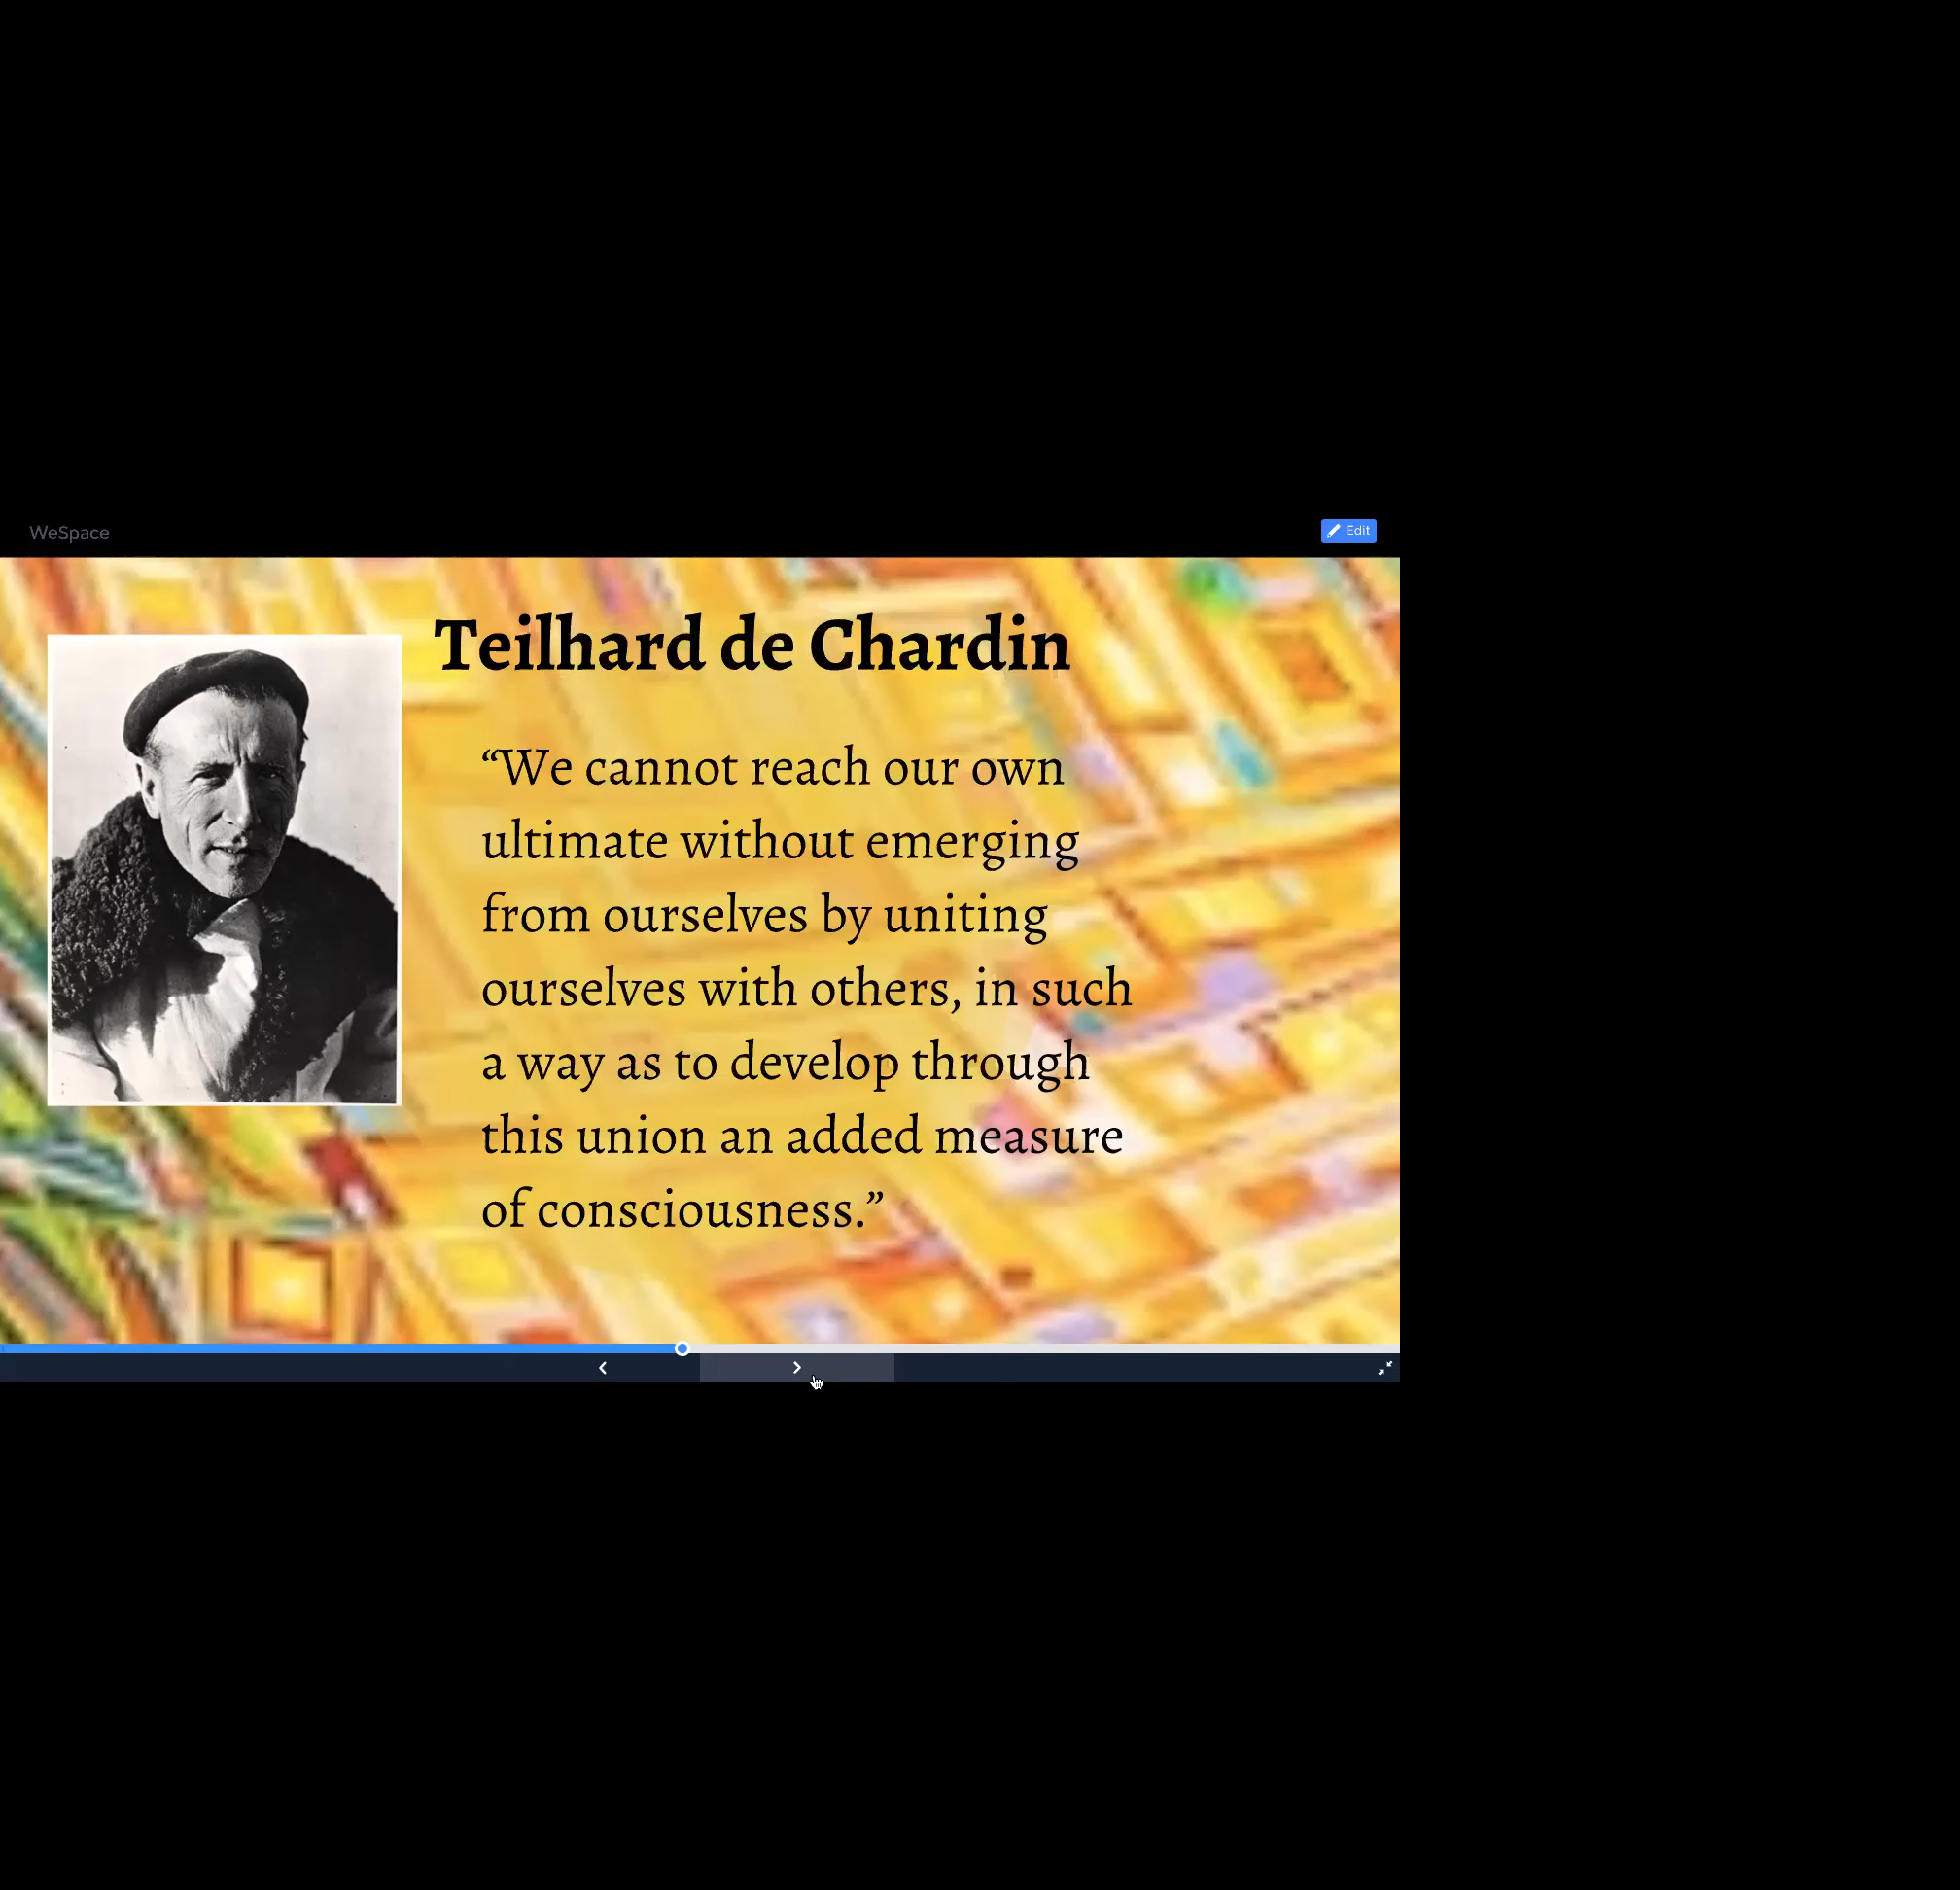 WeSpace
Edit
Teilhard de Chardin
“We cannot reach our own
ultimate without emerging
from ourselves by uniting
ourselves with others, in such
a way as to develop through
this union an added measure
of consciousness.”